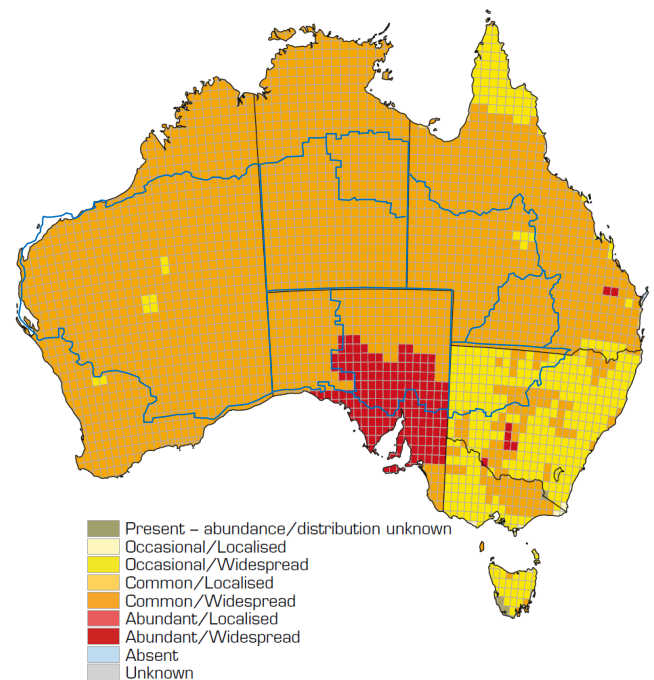 Present – abundance/distribution unknown
Occasional/Localised
Occasional/Widespread
Common/Localised
Common/Widespread
Abundant/Localised
Abundant/Widespread
Absent
Unknown